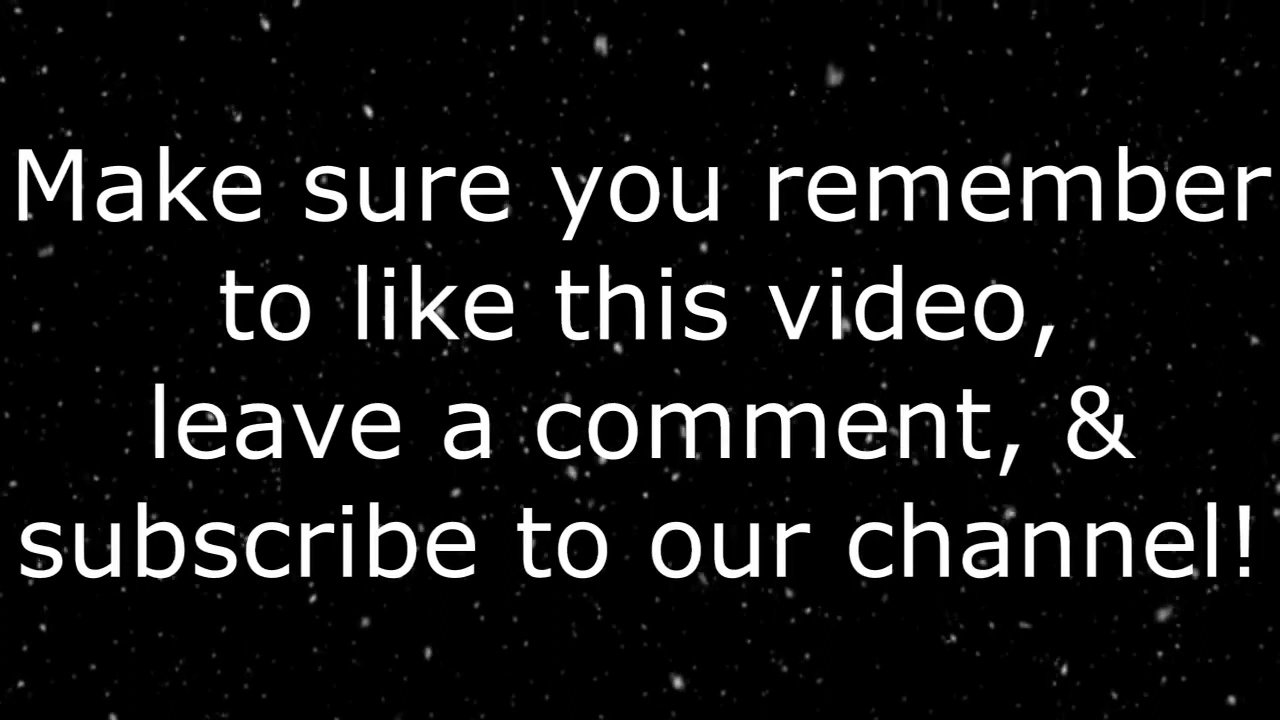 Make sure you remember
to like this video,
leave a comment, &
subscribe to our channel!